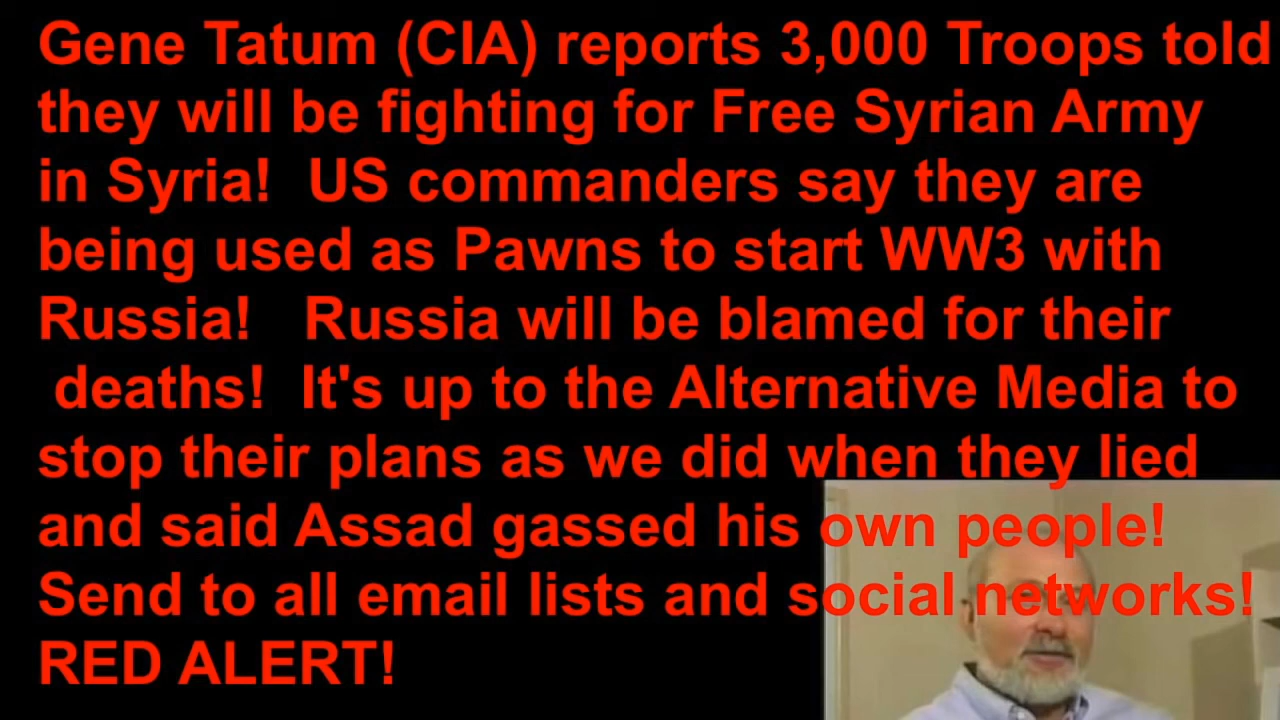 Gene Tatum (CIA) reports 3,000 Troops told
they will be fighting for Free Syrian Army
in Syria!  US commanders say they are
being used as Pawns to start WW3 with
Russia!   Russia will be blamed for their
deaths!  It's up to the Alternative Media to
stop their plans as we did when they lied
and said Assad gassed his own people!
Send to all email lists and social networks!
RED ALERT!